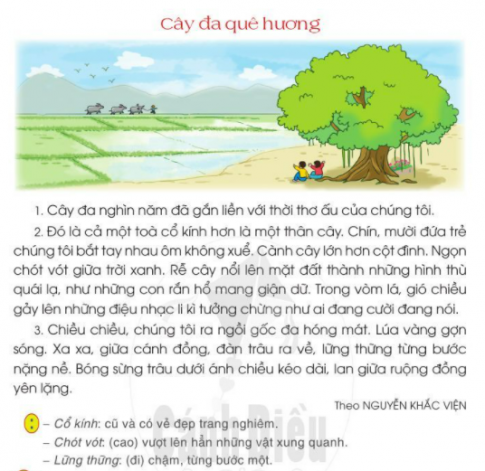 Cây đa quê hương
1. Cây đa nghìn năm đã gắn liền với thời thơ ấu của chúng tôi.
2. Đó là cả một toà cổ kính hơn là một thân cây. Chín, mười đứa trẻ
chúng tôi bắt tay nhau ôm không xuể. Cành cây lớn hơn cột đình. Ngọn
chót vót giữa trời xanh. Rễ cây nổi lên mặt đất thành những hình thù
quái lạ, như những con rắn hổ mang giận dữ. Trong vòm lá, gió chiều
gảy lên những điệu nhạc li kì tưởng chừng như ai đang cười đang nói.
3. Chiều chiều, chúng tôi ra ngồi gốc đa hóng mát. Lúa vàng gợn
sóng. Xa xa, giữa cánh đồng, đàn trâu ra về, lững thững từng bước
nặng nề. Bóng sừng trâu dưới ánh chiều kéo dài, lan giữa ruộng đồng
yên lặng.
Theo NGUYỄN KHẮC VIỆN
– Cổ kính: cũ và có vẻ đẹp trang nghiêm.
– Chót vót: (cao) vượt lên hẳn những vật xung quanh.
– Lững thững: (đi) chậm, từng bước một.
Cánh Diều